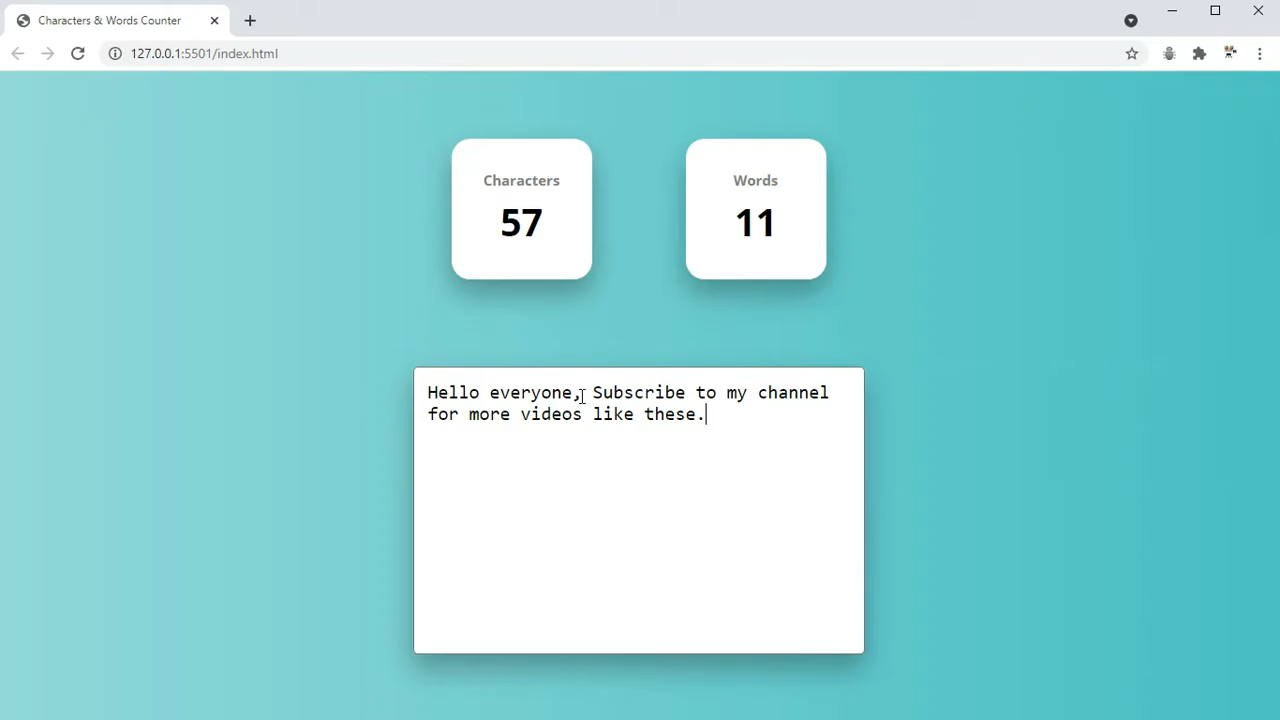 Characters & Words Counter
127.0.0.1:5501/index.html
Characters
Words
57
11
Hello everyone, Subscribe to my channel
for more videos like these.